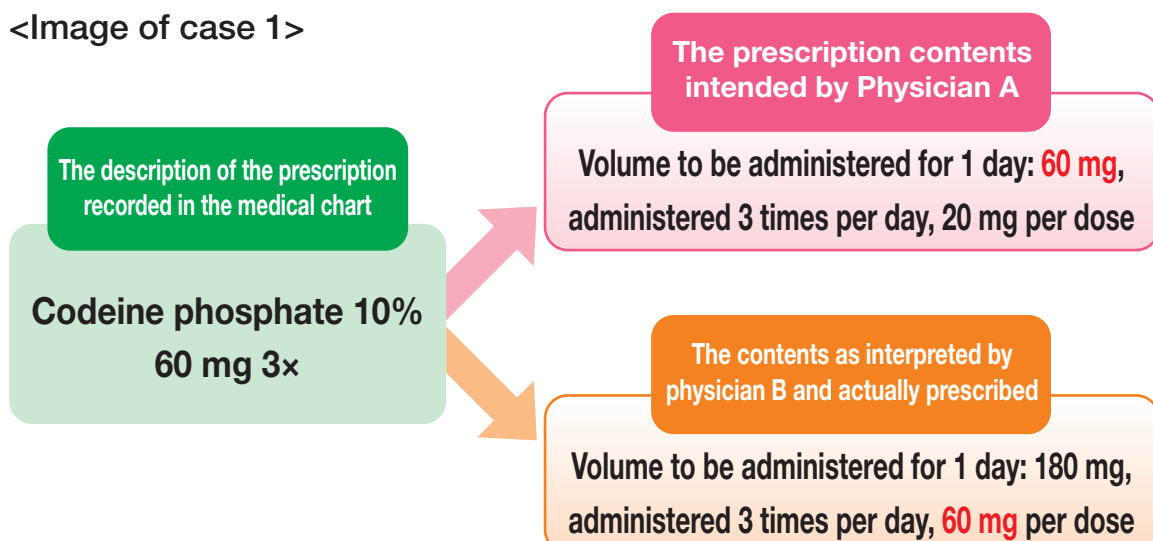 <Image of case 1>
The description of the prescription
recorded in the medical chart
Codeine phosphate 10%
60 mg 3×
The prescription contents
intended by Physician A
Volume to be administered for 1 day: 60 mg,
administered 3 times per day, 20 mg per dose
The contents as interpreted by
physician B and actually prescribed
Volume to be administered for 1 day: 180 mg,
administered 3 times per day, 60 mg per dose